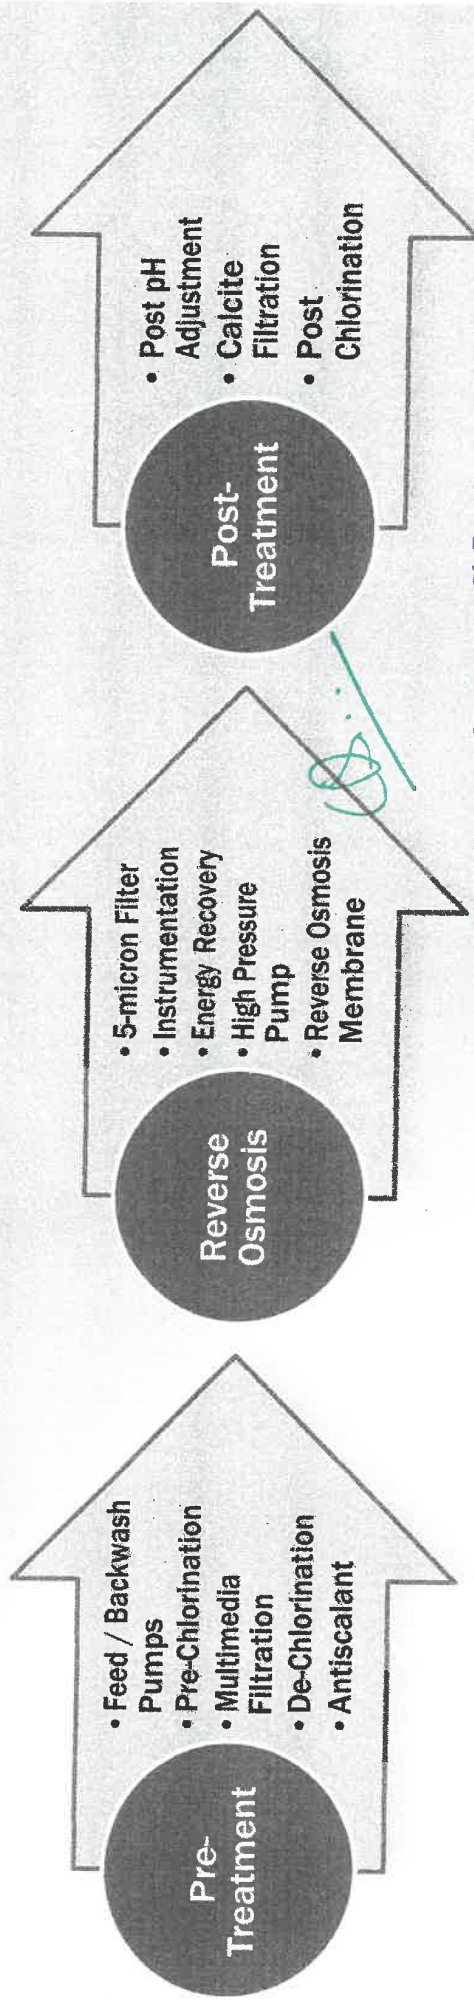 Pre-
Treatment
• Feed / Backwash
Pumps
• Pre-Chlorination
• Multimedia
Filtration
• De-Chlorination
• Antiscalant
Reverse
Osmosis
• 5-micron Filter
• Instrumentation
• Energy Recovery
• High Pressure
Pump
• Reverse Osmosis
Membrane
Post-
Treatment
• Post pH
Adjustment
• Calcite
Filtration
• Post
Chlorination